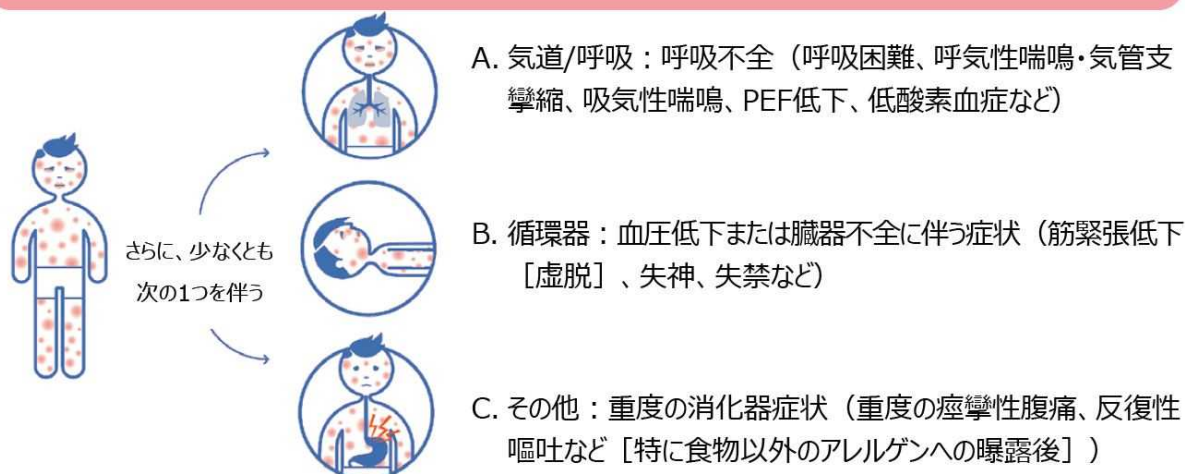 A. 気道/呼吸：呼吸不全（呼吸困難、呼気性喘鳴・気管支
攣縮、吸気性喘鳴、PEF低下、低酸素血症など）
さらに、少なくとも
次の1つを伴う
B. 循環器：血圧低下または臓器不全に伴う症状（筋緊張低下
［虚脱］、失神、失禁など）
C. その他：重度の消化器症状（重度の痙攣性腹痛、反復性
嘔吐など［特に食物以外のアレルゲンへの曝露後］）